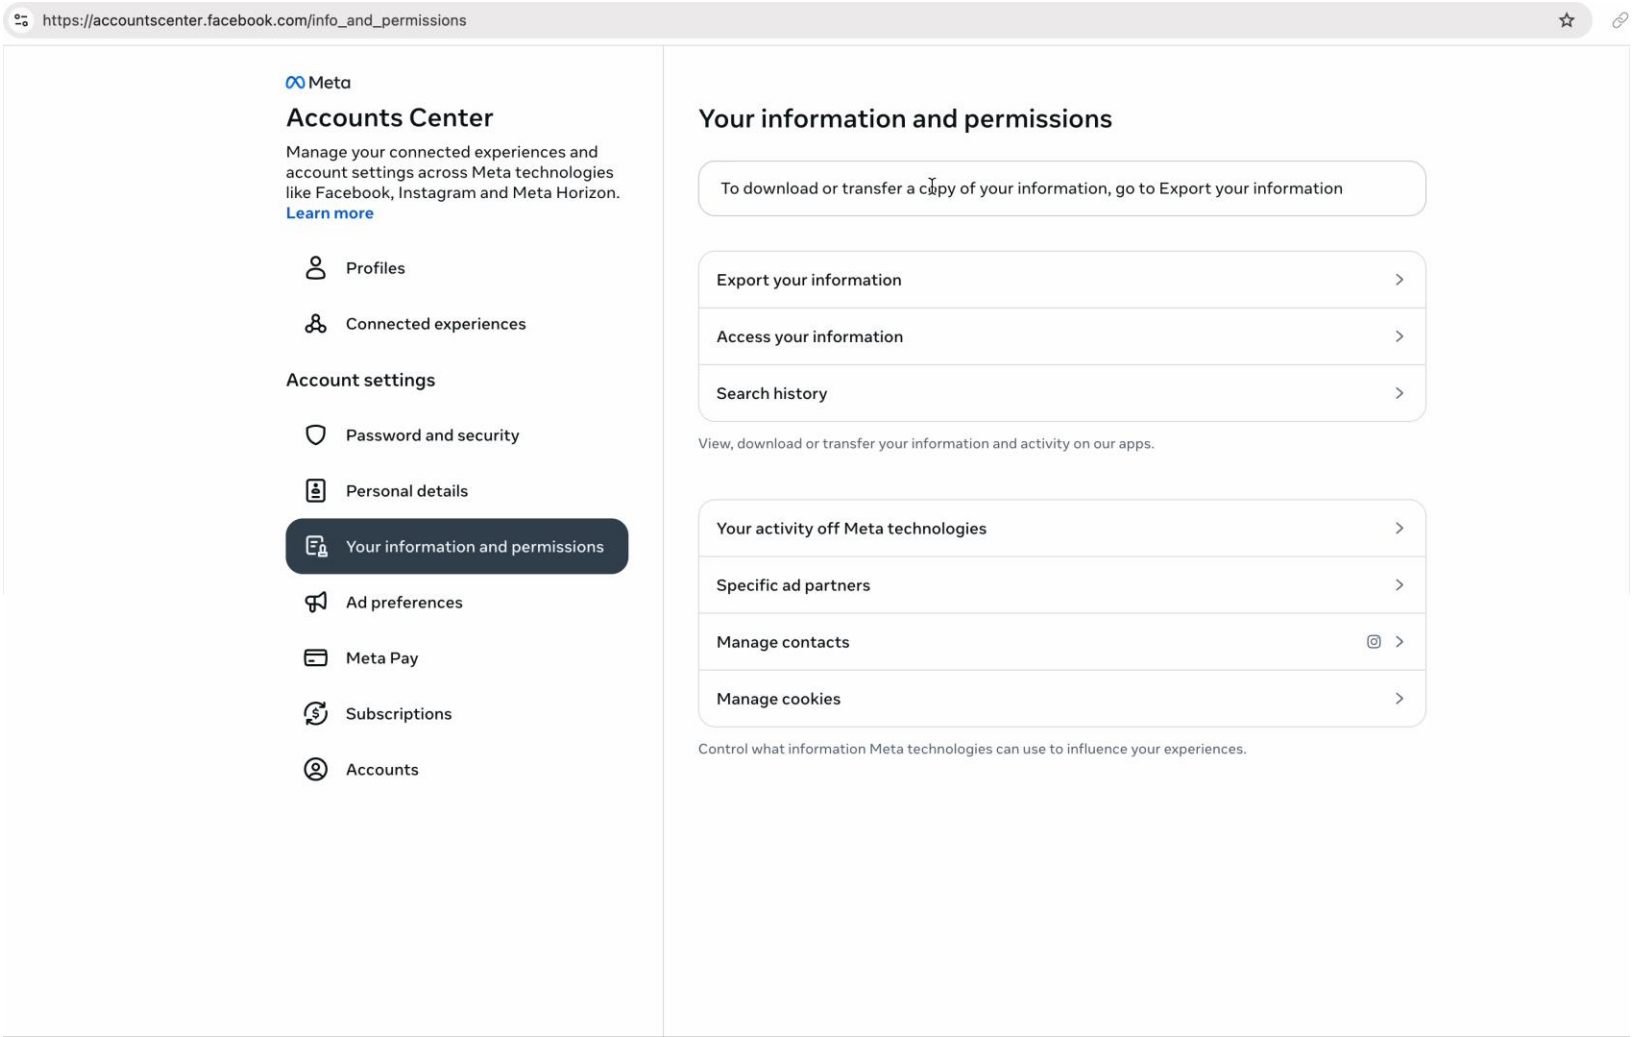 https://accountscenter.facebook.com/info_and_permissions
Meta
Accounts Center
Manage your connected experiences and
account settings across Meta technologies
like Facebook, Instagram and Meta Horizon.
Learn more
Profiles
Connected experiences
Account settings
Password and security
Personal details
Your information and permissions
Ad preferences
Meta Pay
Subscriptions
Accounts
Your information and permissions
To download or transfer a copy of your information, go to Export your information
Export your information
Access your information
Search history
View, download or transfer your information and activity on our apps.
Your activity off Meta technologies
Specific ad partners
Manage contacts
Manage cookies
Control what information Meta technologies can use to influence your experiences.